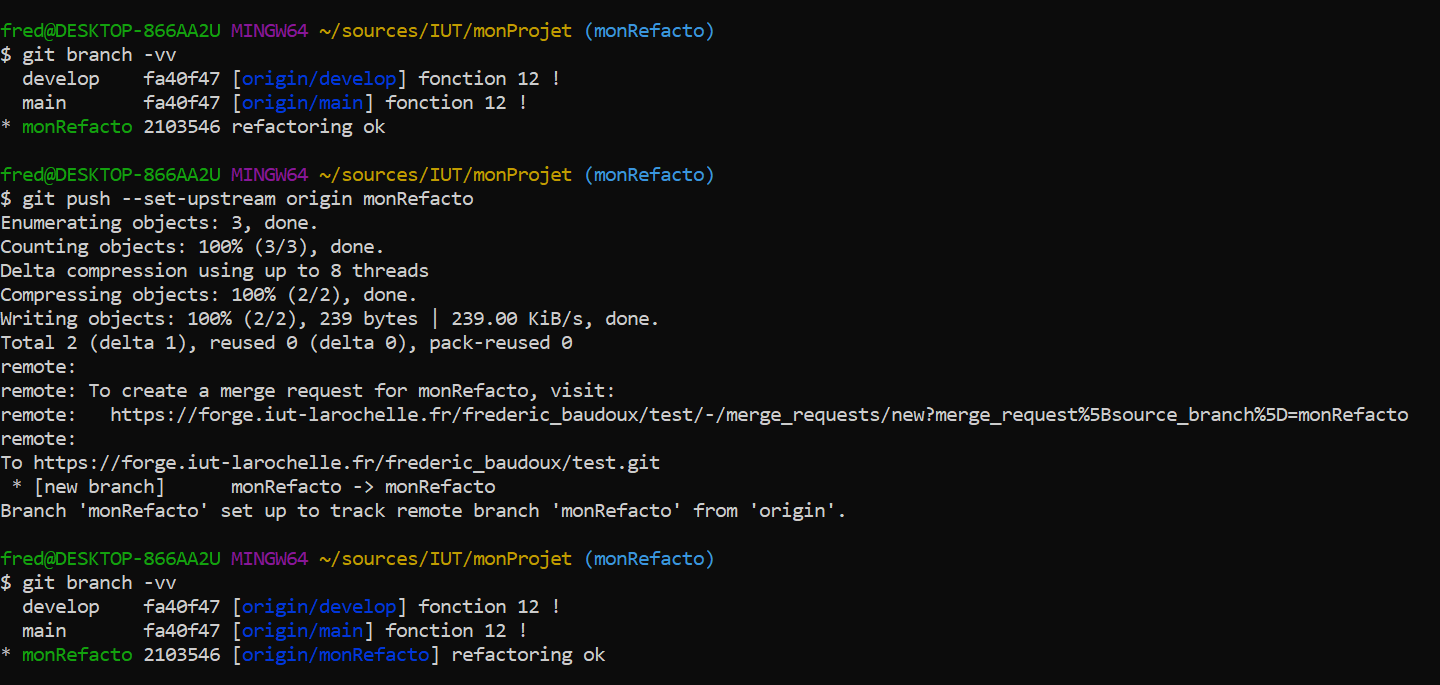 fred@DESKTOP-866AA2U MINGW64 ~/sources/IUT/monProjet (monRefacto)
$ git branch -vv
  develop    fa40f47 [origin/develop] fonction 12 !
  main       fa40f47 [origin/main] fonction 12 !
* monRefacto 2103546 refactoring ok

fred@DESKTOP-866AA2U MINGW64 ~/sources/IUT/monProjet (monRefacto)
$ git push --set-upstream origin monRefacto
Enumerating objects: 3, done.
Counting objects: 100% (3/3), done.
Delta compression using up to 8 threads
Compressing objects: 100% (2/2), done.
Writing objects: 100% (2/2), 239 bytes | 239.00 KiB/s, done.
Total 2 (delta 1), reused 0 (delta 0), pack-reused 0
remote:
remote: To create a merge request for monRefacto, visit:
remote:   https://forge.iut-larochelle.fr/frederic_baudoux/test/-/merge_requests/new?merge_request%5Bsource_branch%5D=monRefacto
remote:
To https://forge.iut-larochelle.fr/frederic_baudoux/test.git
 * [new branch]      monRefacto -> monRefacto
Branch 'monRefacto' set up to track remote branch 'monRefacto' from 'origin'.

fred@DESKTOP-866AA2U MINGW64 ~/sources/IUT/monProjet (monRefacto)
$ git branch -vv
  develop    fa40f47 [origin/develop] fonction 12 !
  main       fa40f47 [origin/main] fonction 12 !
* monRefacto 2103546 [origin/monRefacto] refactoring ok